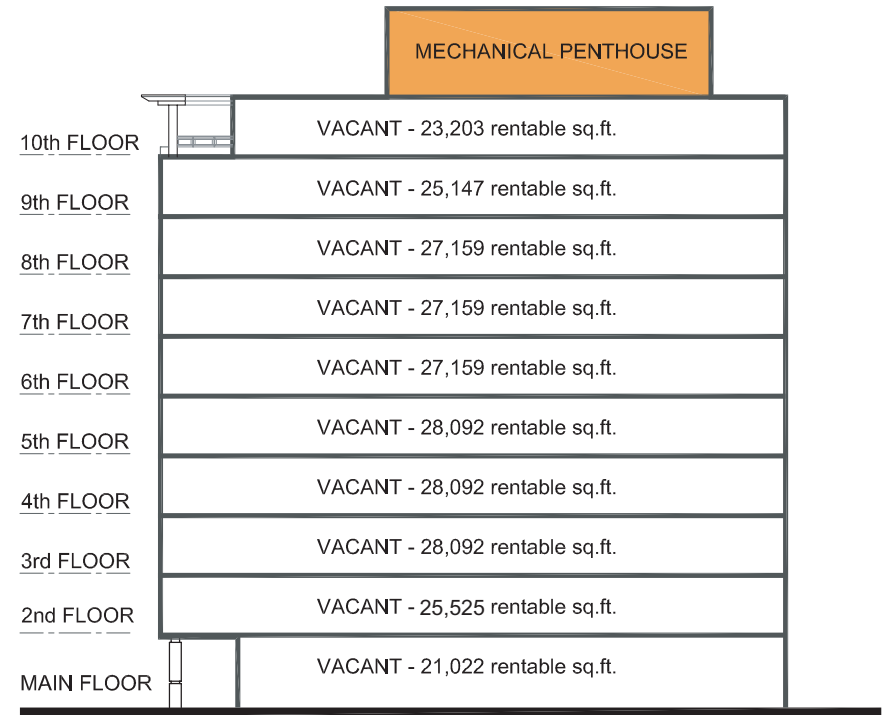 MECHANICAL PENTHOUSE
10th FLOOR VACANT - 23,203 rentable sq.ft.
9th FLOOR VACANT - 25,147 rentable sq.ft.
8th FLOOR VACANT - 27,159 rentable sq.ft.
7th FLOOR VACANT - 27,159 rentable sq.ft.
6th FLOOR VACANT - 27,159 rentable sq.ft.
5th FLOOR VACANT - 28,092 rentable sq.ft.
4th FLOOR VACANT - 28,092 rentable sq.ft.
3rd FLOOR VACANT - 28,092 rentable sq.ft.
2nd FLOOR VACANT - 25,525 rentable sq.ft.
MAIN FLOOR VACANT - 21,022 rentable sq.ft.